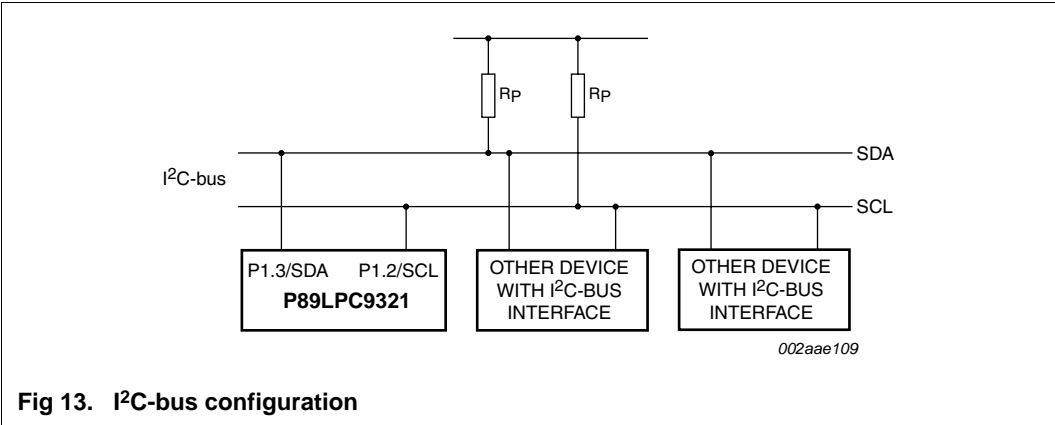 RP RP
SDA
I²C-bus
SCL
P1.3/SDA P1.2/SCL
P89LPC9321
OTHER DEVICE
WITH I²C-BUS
INTERFACE
OTHER DEVICE
WITH I²C-BUS
INTERFACE
002aae109
Fig 13. I²C-bus configuration